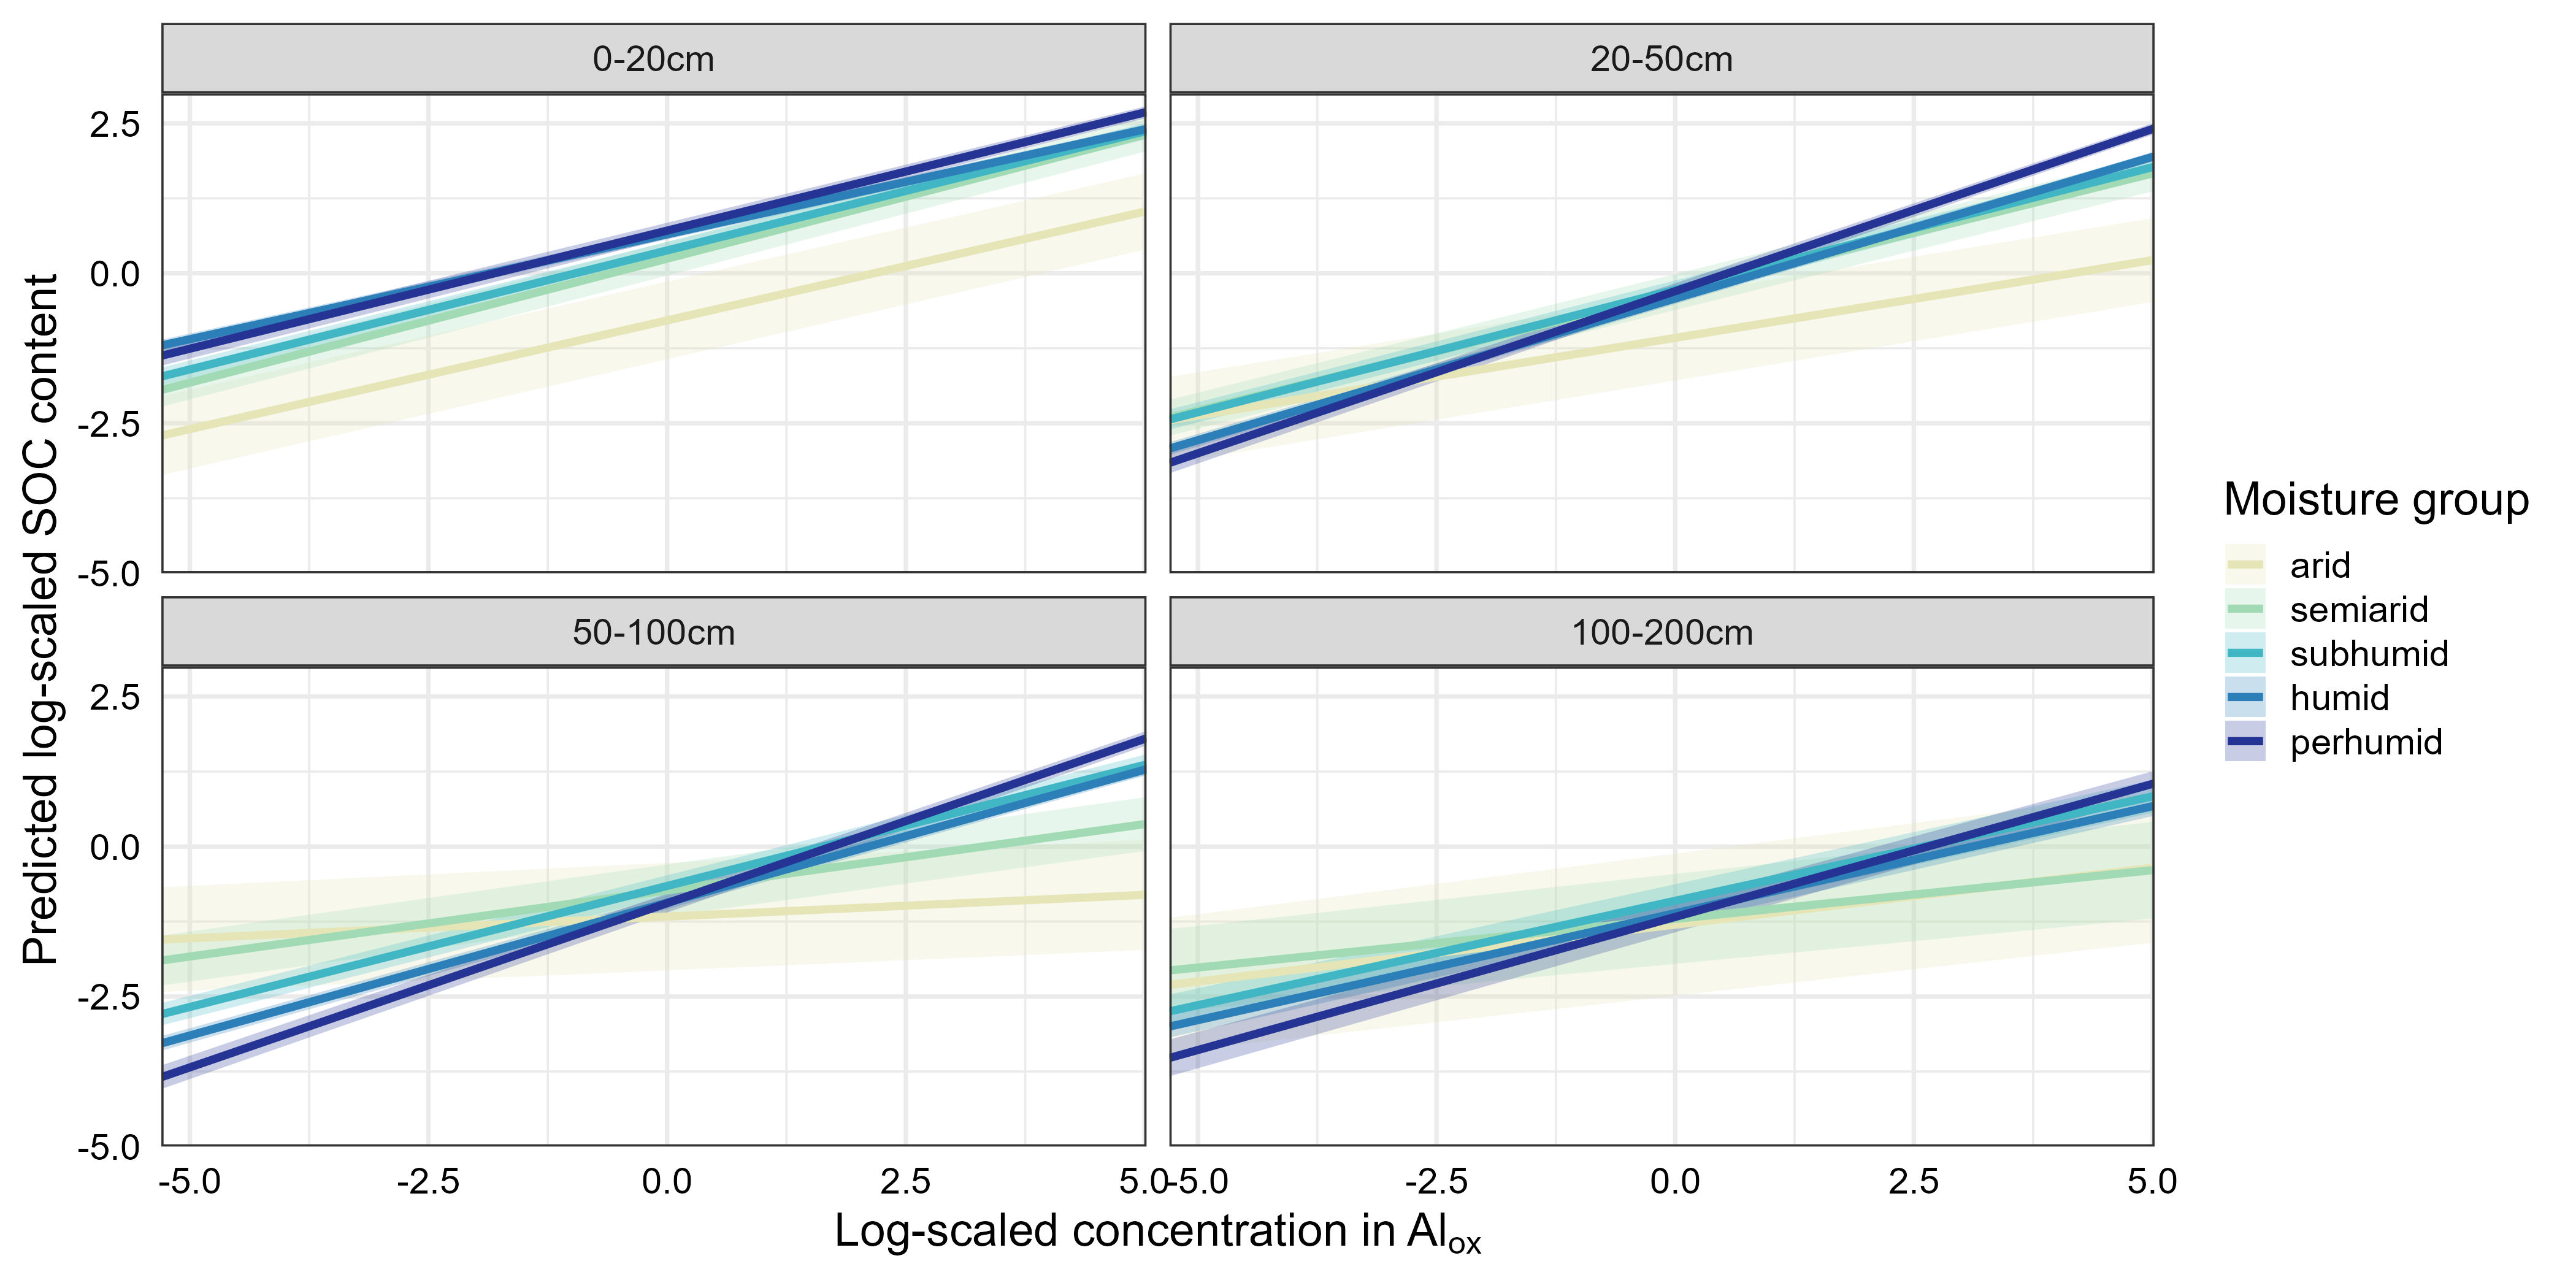 0-20cm
20-50cm
2.5
0.0
-2.5
-5.0
50-100cm
100-200cm
2.5
0.0
-2.5
-5.0
-5.0 -2.5 0.0 2.5 5.0
-5.0 -2.5 0.0 2.5 5.0
Log-scaled concentration in Alox
Predicted log-scaled SOC content
Moisture group
arid
semiarid
subhumid
humid
perhumid